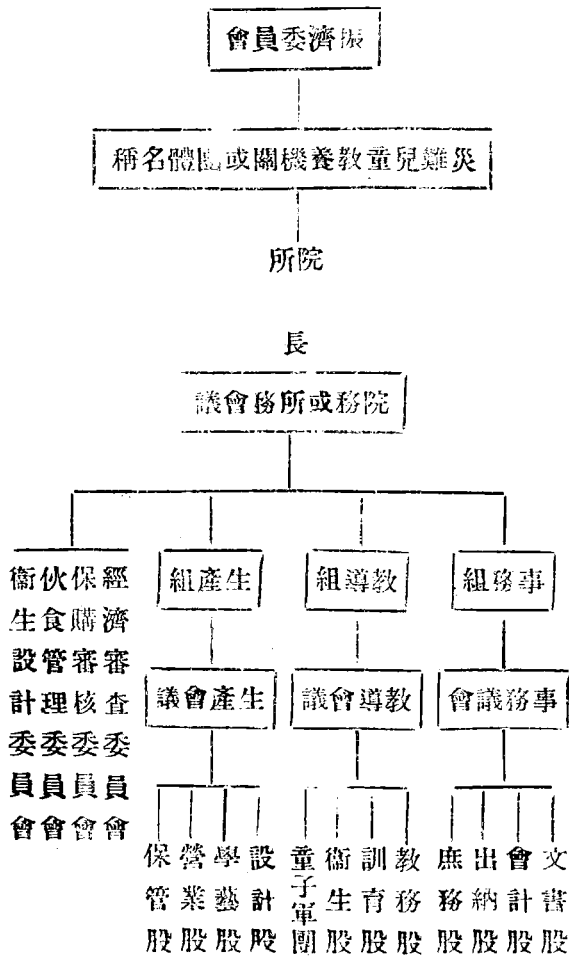 振濟委員會
災難兒童教養機關或團體名稱
院所
長
院務或所務會議
事務組
教導組
生產組
經濟審查委員會
保購審核委員會
伙食管理委員會
衞生設計委員會
事務議會
教導會議
生產會議
文書股
會計股
出納股
庶務股
教務股
訓育股
衞生股
童子軍團
設計股
學藝股
營業股
保管股